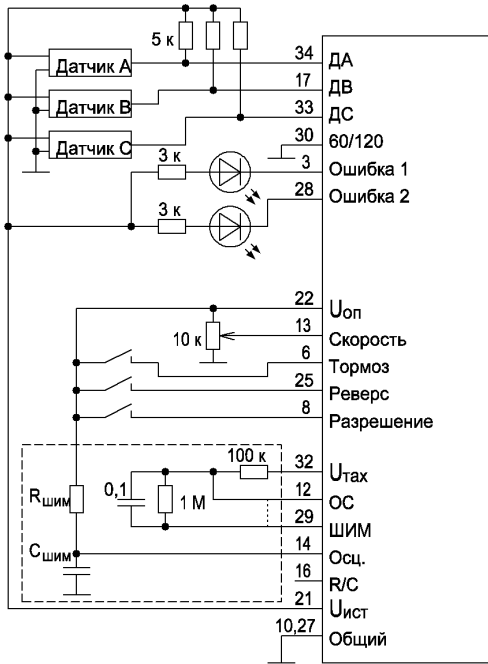 5 к
34
ДА
Датчик А
17
ДВ
Датчик В
33
ДС
Датчик С
30
60/120
3 к
3
Ошибка 1
28
Ошибка 2
3 к
22
Uоп
13
Скорость
10 к
6
Тормоз
25
Реверс
8
Разрешение
100 к
32
Uтах
0,1
12
ОС
Rшим
1 М
29
ШИМ
Сшим
14
Осц.
16
R/C
21
Uист
10,27
Общий